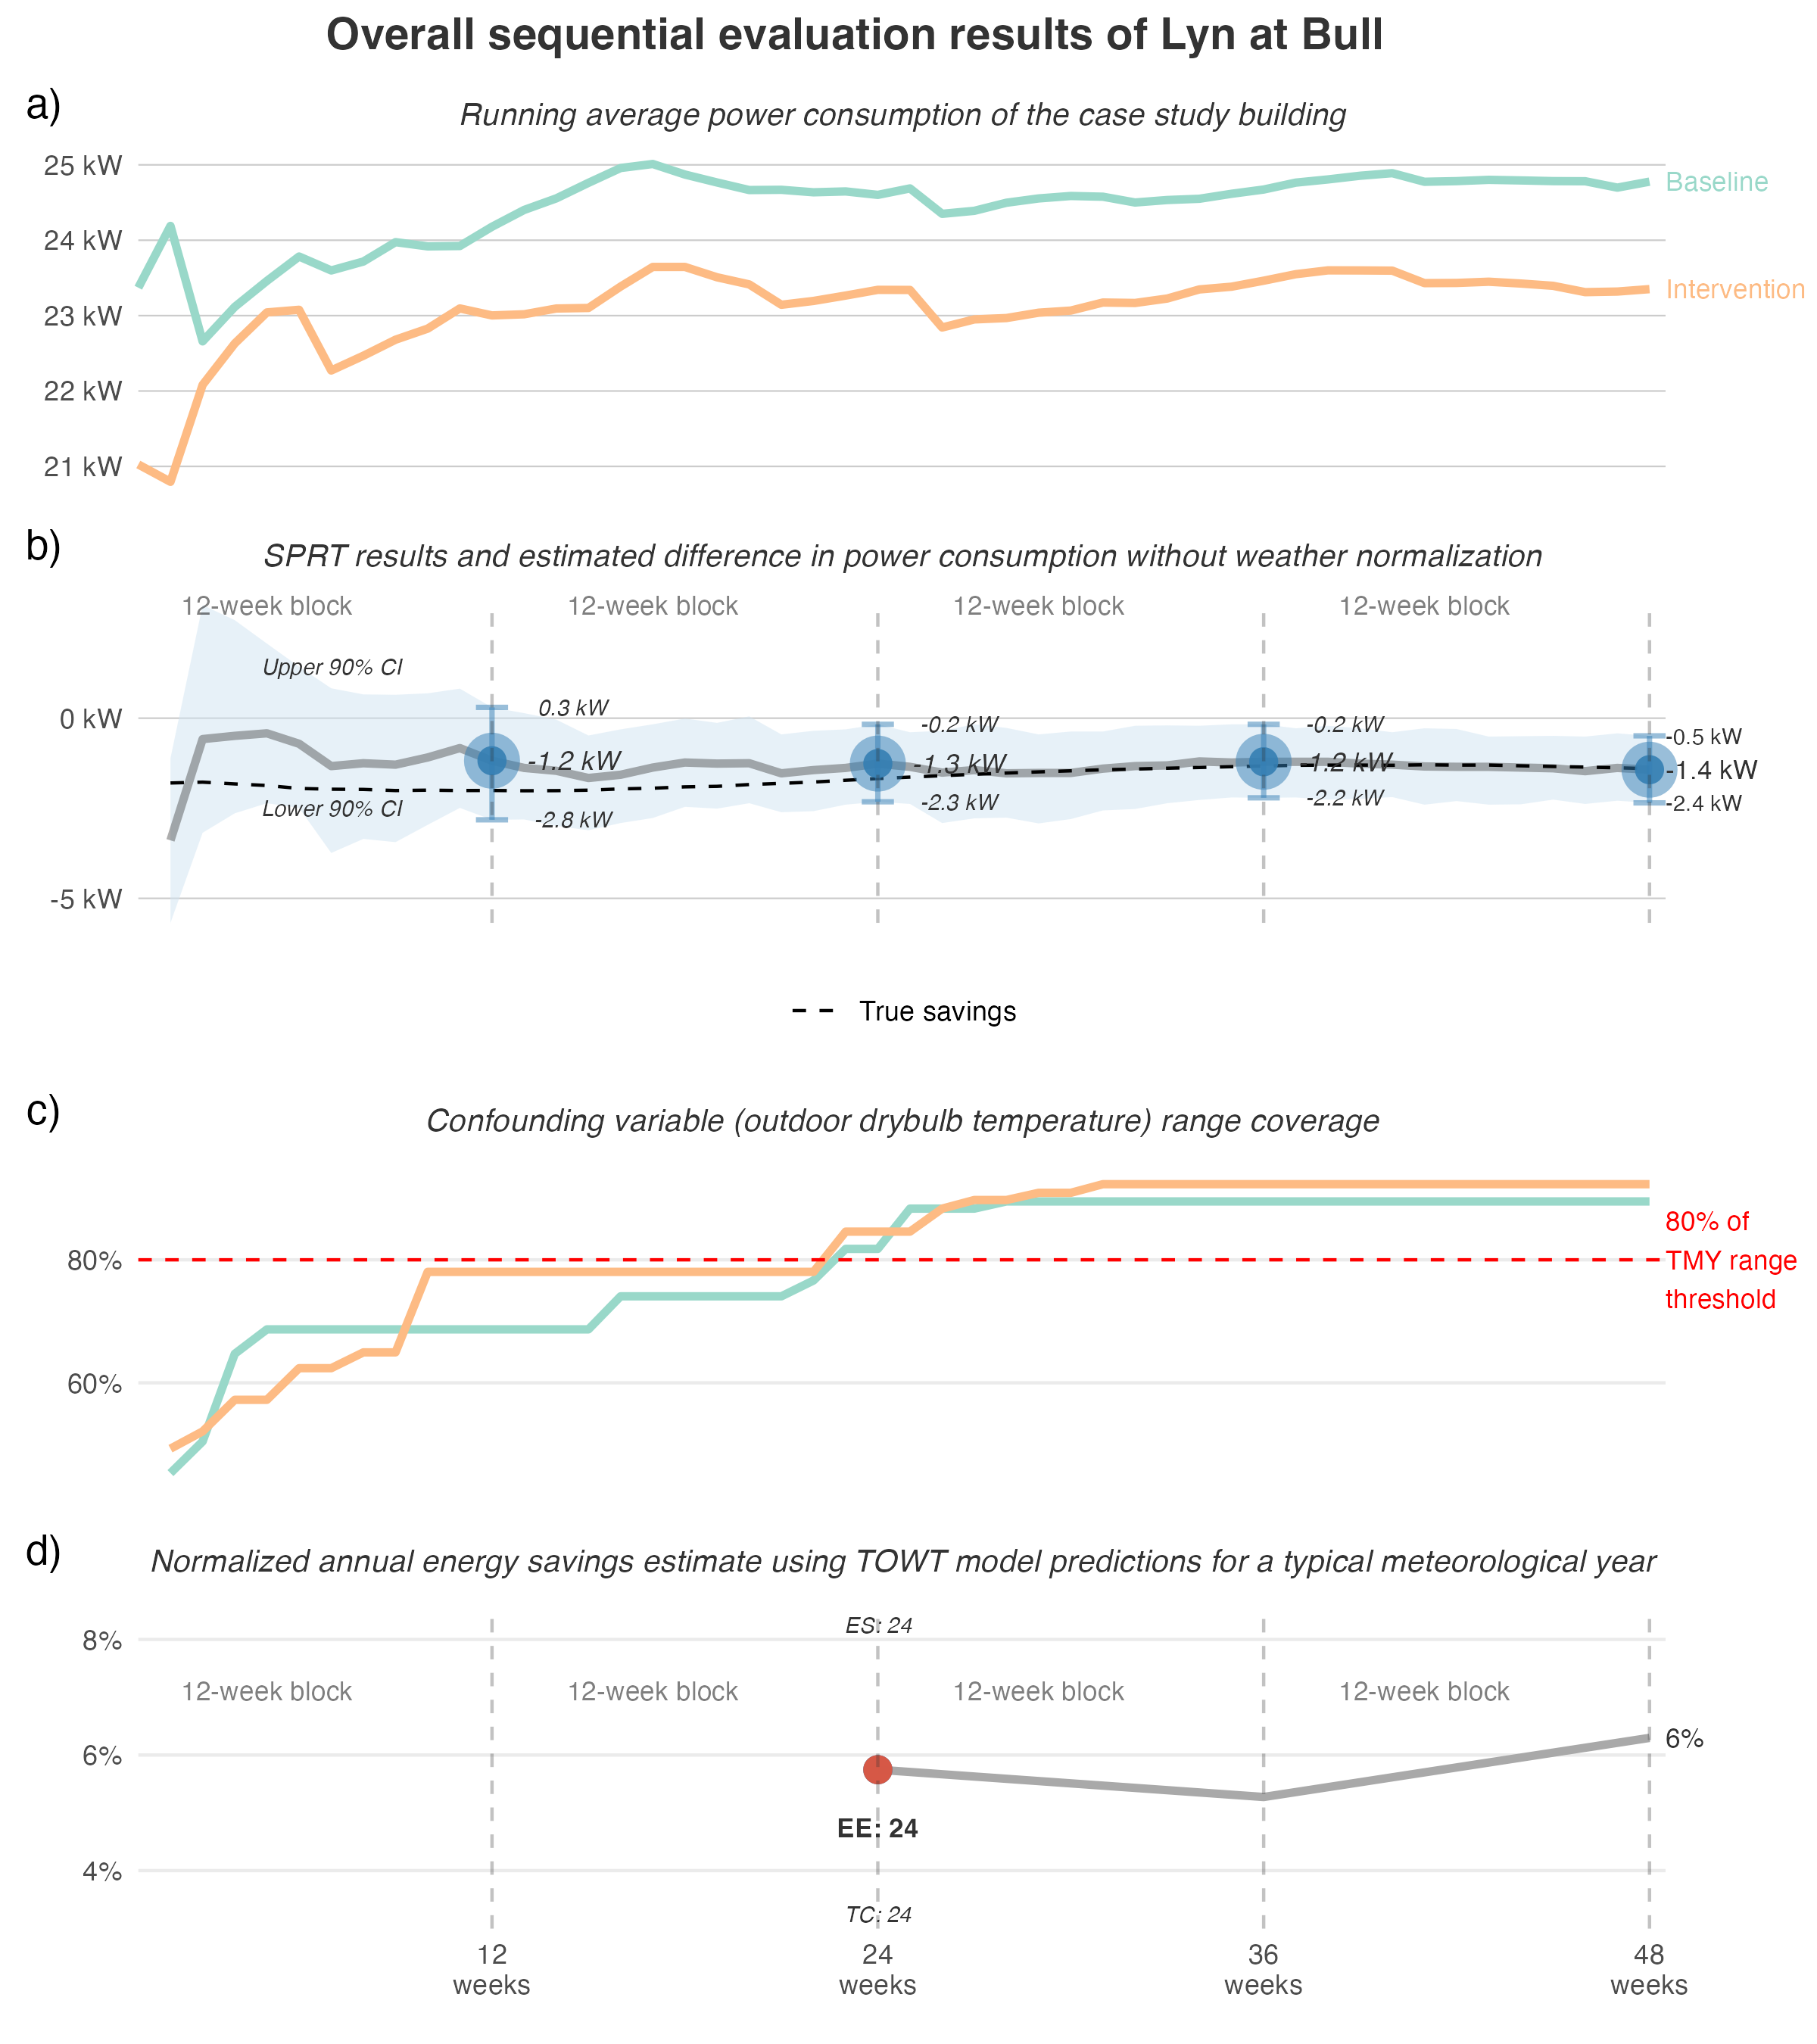 Overall sequential evaluation results of Lyn at Bull
a)
Running average power consumption of the case study building
25 kW
24 kW
23 kW
22 kW
21 kW
Baseline
Intervention
b)
SPRT results and estimated difference in power consumption without weather normalization
12-week block
12-week block
12-week block
12-week block
Upper 90% CI
Lower 90% CI
0 kW
-5 kW
0.3 kW
-1.2 kW
-2.8 kW
-0.2 kW
-1.3 kW
-2.3 kW
-0.2 kW
-1.2 kW
-2.2 kW
-0.5 kW
-1.4 kW
-2.4 kW
True savings
c)
Confounding variable (outdoor drybulb temperature) range coverage
80%
60%
80% of
TMY range
threshold
d)
Normalized annual energy savings estimate using TOWT model predictions for a typical meteorological year
8%
6%
4%
ES: 24
12-week block
12-week block
12-week block
12-week block
6%
EE: 24
TC: 24
12
weeks
24
weeks
36
weeks
48
weeks